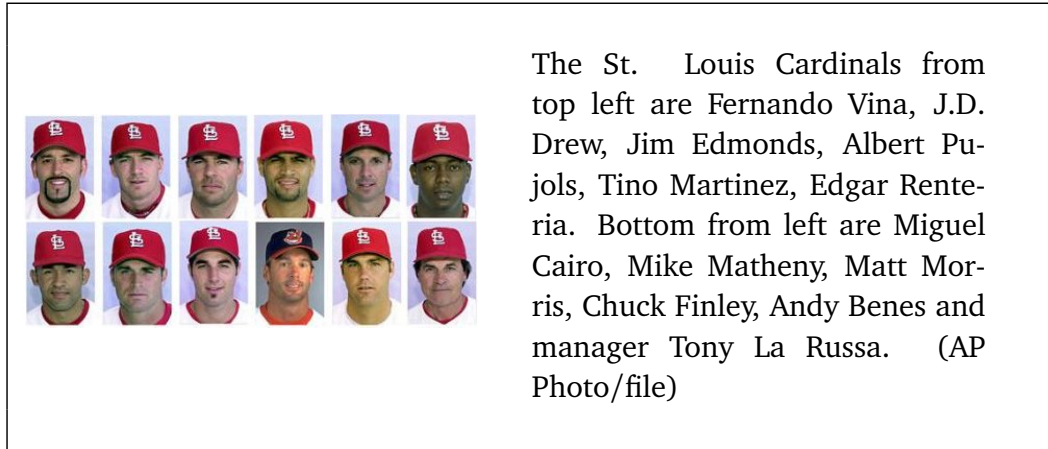 The St. Louis Cardinals from
top left are Fernando Vina, J.D.
Drew, Jim Edmonds, Albert Pu-
jols, Tino Martinez, Edgar Rente-
ria. Bottom from left are Miguel
Cairo, Mike Matheny, Matt Mor-
ris, Chuck Finley, Andy Benes and
manager Tony La Russa. (AP
Photo/file)